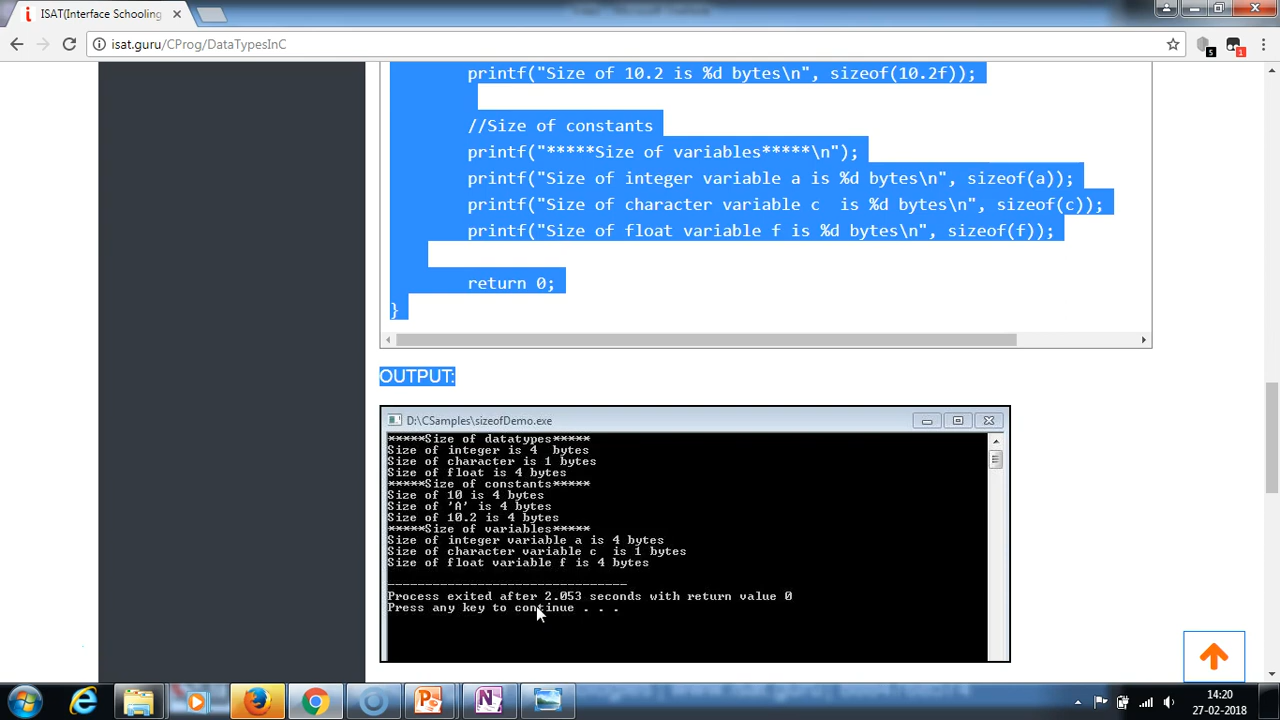 ISAT(Interface Schooling
isat.guru/CProg/DataTypesInC
5
1
printf("Size of 10.2 is %d bytes\n", sizeof(10.2f));
//Size of constants
printf("*****Size of variables*****\n");
printf("Size of integer variable a is %d bytes\n", sizeof(a));
printf("Size of character variable c  is %d bytes\n", sizeof(c));
printf("Size of float variable f is %d bytes\n", sizeof(f));
return 0;
}
OUTPUT:
D:\CSamples\sizeofDemo.exe
*****Size of datatypes*****
Size of integer is 4  bytes
Size of character is 1 bytes
Size of float is 4 bytes
*****Size of constants*****
Size of 10 is 4 bytes
Size of 'A' is 4 bytes
Size of 10.2 is 4 bytes
*****Size of variables*****
Size of integer variable a is 4 bytes
Size of character variable c  is 1 bytes
Size of float variable f is 4 bytes
--------------------------------
Process exited after 2.053 seconds with return value 0
Press any key to continue . . .
14:20
27-02-2018